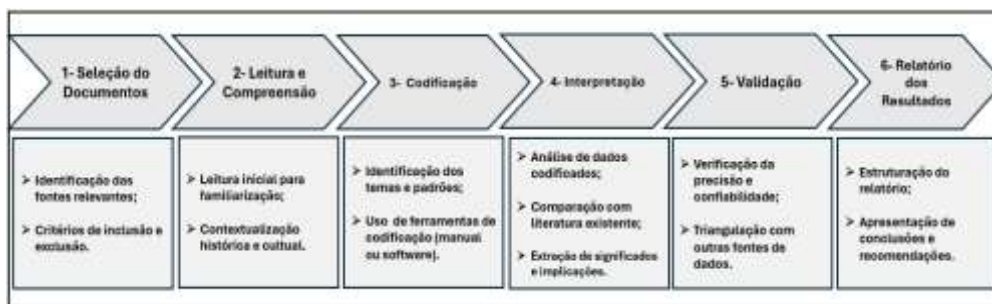 1- Seleção do
Documentos
2- Leitura e
Compreensão
3- Codificação
4- Interpretação
5- Validação
6- Relatório
dos
Resultados
➢ Identificação das
fontes relevantes;
➢ Critérios de inclusão e
exclusão.
➢ Leitura inicial para
familiarização;
➢ Contextualização
histórica e cultual.
➢ Identificação dos
temas e padrões;
➢ Uso de ferramentas de
codificação (manual
ou software).
➢ Análise de dados
codificados;
➢ Comparação com
literatura existente;
➢ Extração de significados
e implicações.
➢ Verificação da
precisão e
confiabilidade;
➢ Triangulação com
outras fontes de
dados.
➢ Estruturação do
relatório;
➢ Apresentação de
conclusões e
recomendações.